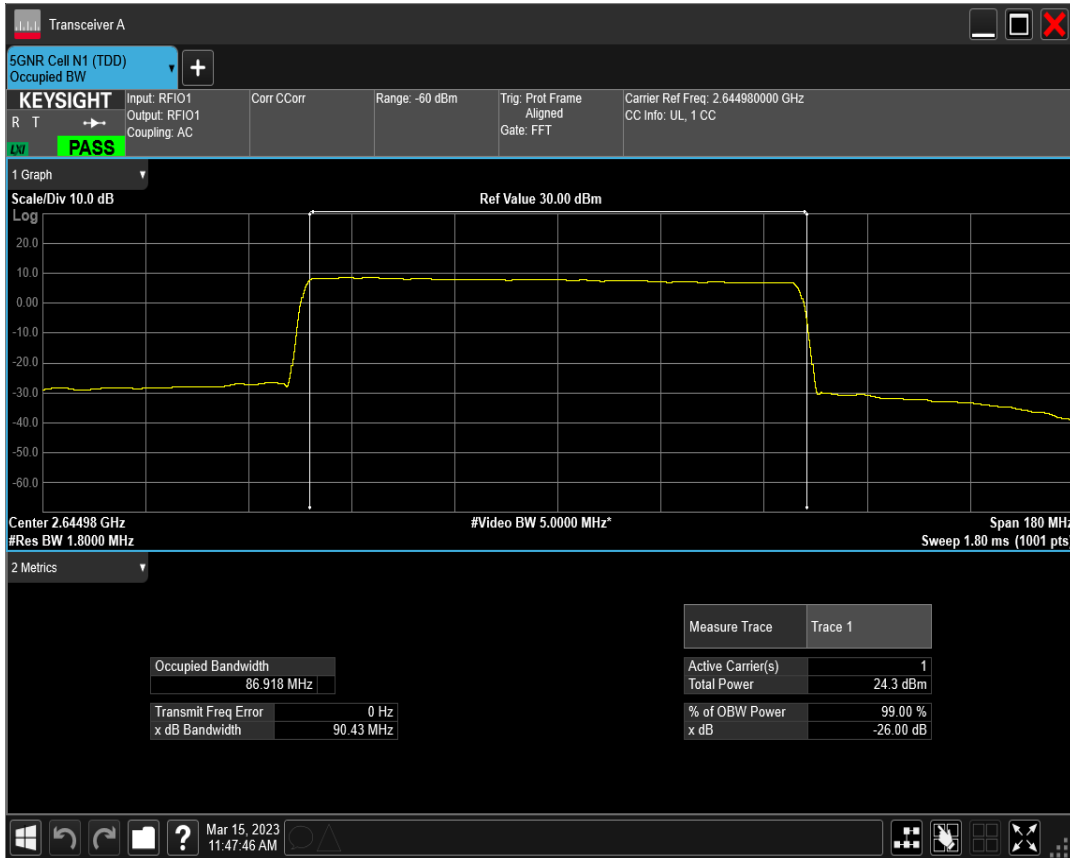 Transceiver A
5GNR Cell N1 (TDD)
Occupied BW
+
KEYSIGHT
R T
LXI
PASS
Input: RFIO1
Output: RFIO1
Coupling: AC
Corr CCorr
Range: -60 dBm
Trig: Prot Frame
Aligned
Gate: FFT
Carrier Ref Freq: 2.644980000 GHz
CC Info: UL, 1 CC
1 Graph
Scale/Div 10.0 dB
Ref Value 30.00 dBm
Log
20.0
10.0
0.00
-10.0
-20.0
-30.0
-40.0
-50.0
-60.0
Center 2.64498 GHz
#Video BW 5.0000 MHz*
Span 180 MHz
#Res BW 1.8000 MHz
Sweep 1.80 ms (1001 pts)
2 Metrics
Measure Trace Trace 1
Occupied Bandwidth
86.918 MHz
Active Carrier(s) 1
Total Power 24.3 dBm
Transmit Freq Error 0 Hz
x dB Bandwidth 90.43 MHz
% of OBW Power 99.00 %
x dB -26.00 dB
?
Mar 15, 2023
11:47:46 AM